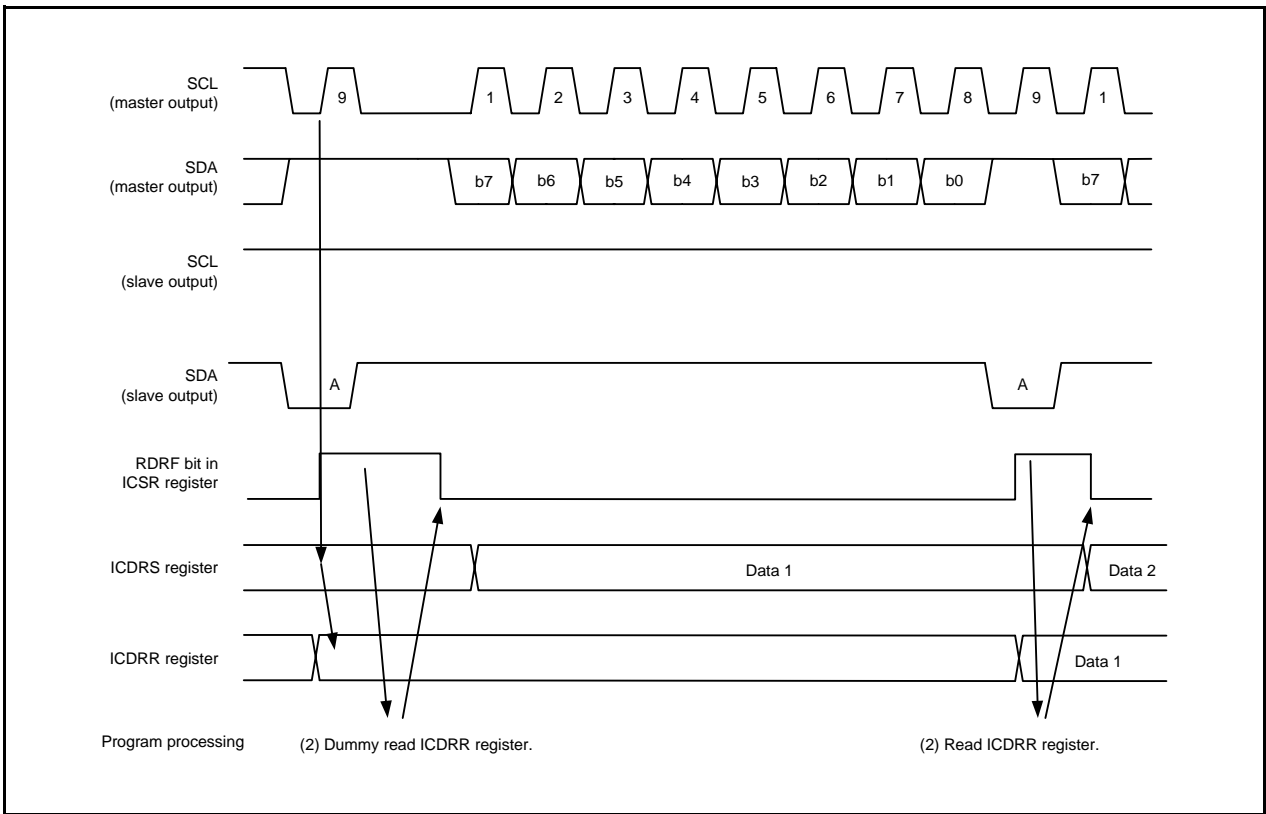 SCL
(master output)
9
1
2
3
4
5
6
7
8
9
1
SDA
(master output)
b7
b6
b5
b4
b3
b2
b1
b0
b7
SCL
(slave output)
SDA
(slave output)
A
A
RDRF bit in
ICSR register
ICDRS register
Data 1
Data 2
ICDRR register
Data 1
Program processing
(2) Dummy read ICDRR register.
(2) Read ICDRR register.